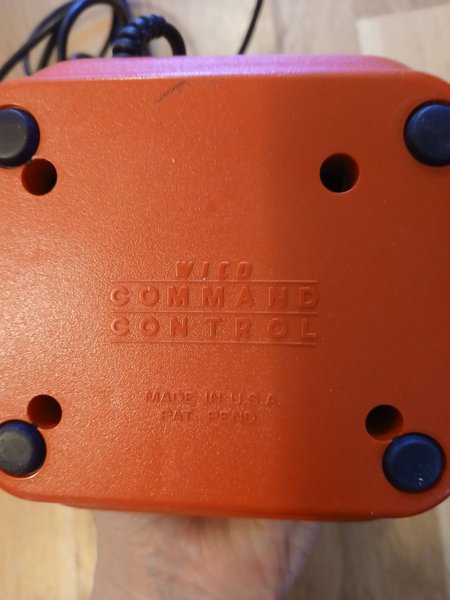 WICO
COMMAND
CONTROL
MADE IN U.S.A.
PAT. PEND.